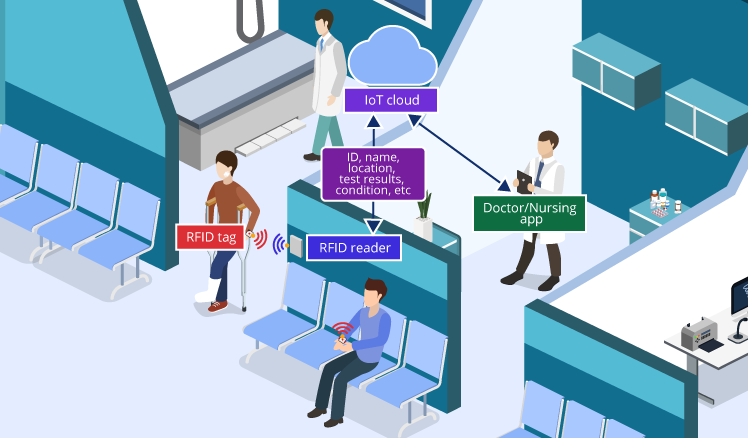 IoT cloud
ID, name,
location,
test results,
condition, etc
Doctor/Nursing
app
RFID tag
RFID reader